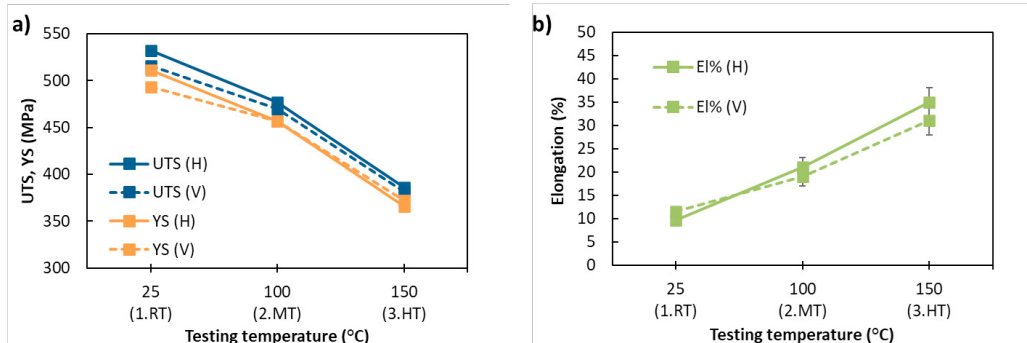 a)
UTS, YS (MPa)
550
500
450
400
350
300
UTS (H)
UTS (V)
YS (H)
YS (V)
25 100 150
(1.RT) (2.MT) (3.HT)
Testing temperature (°C)
b)
Elongation (%)
50
45
40
35
30
25
20
15
10
5
0
El% (H)
El% (V)
25 100 150
(1.RT) (2.MT) (3.HT)
Testing temperature (°C)